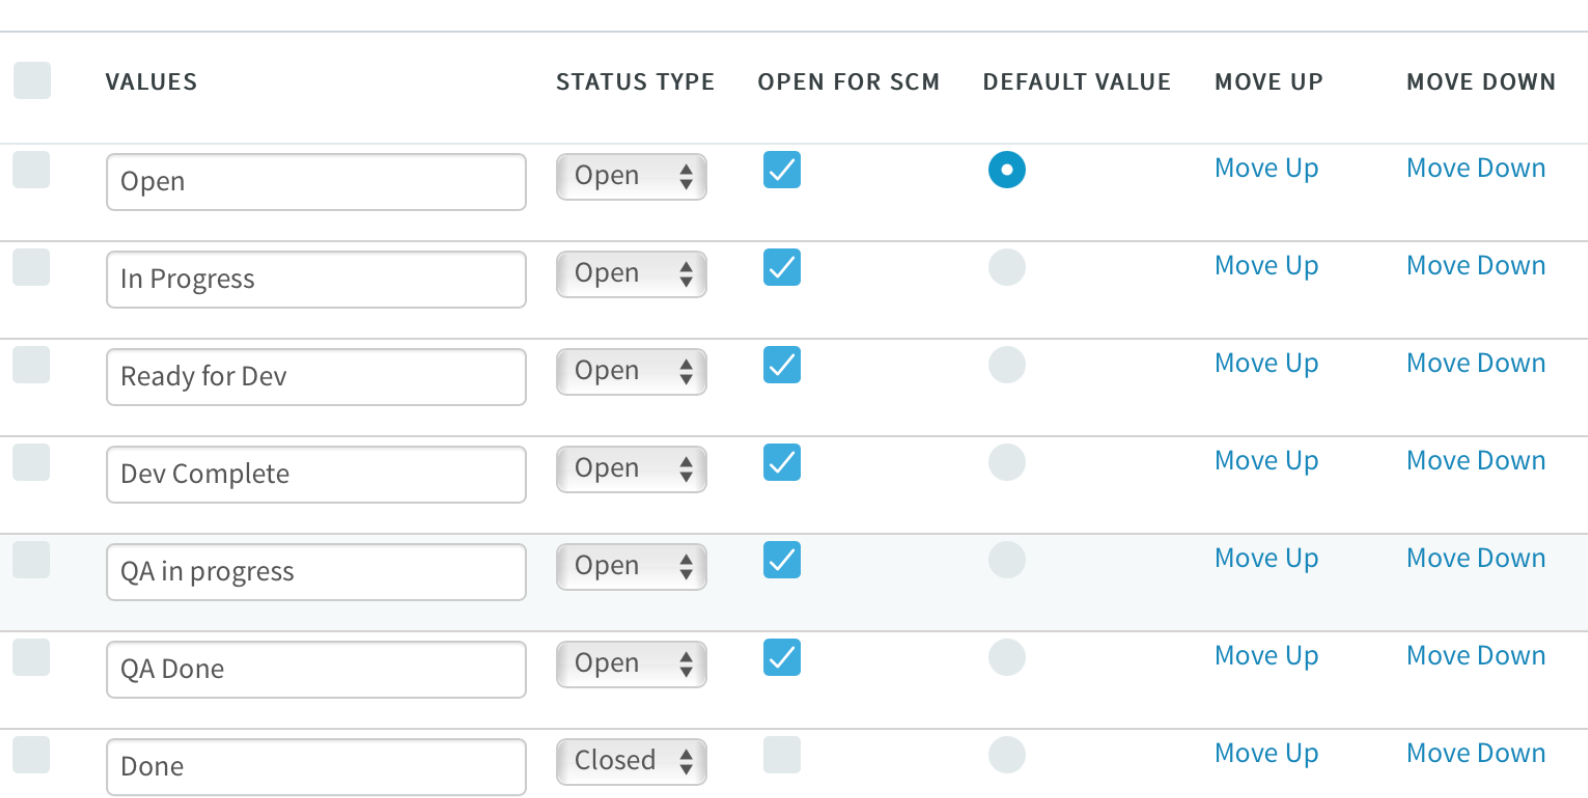 VALUES STATUS TYPE OPEN FOR SCM DEFAULT VALUE MOVE UP MOVE DOWN
Open Open Move Up Move Down
In Progress Open Move Up Move Down
Ready for Dev Open Move Up Move Down
Dev Complete Open Move Up Move Down
QA in progress Open Move Up Move Down
QA Done Open Move Up Move Down
Done Closed Move Up Move Down